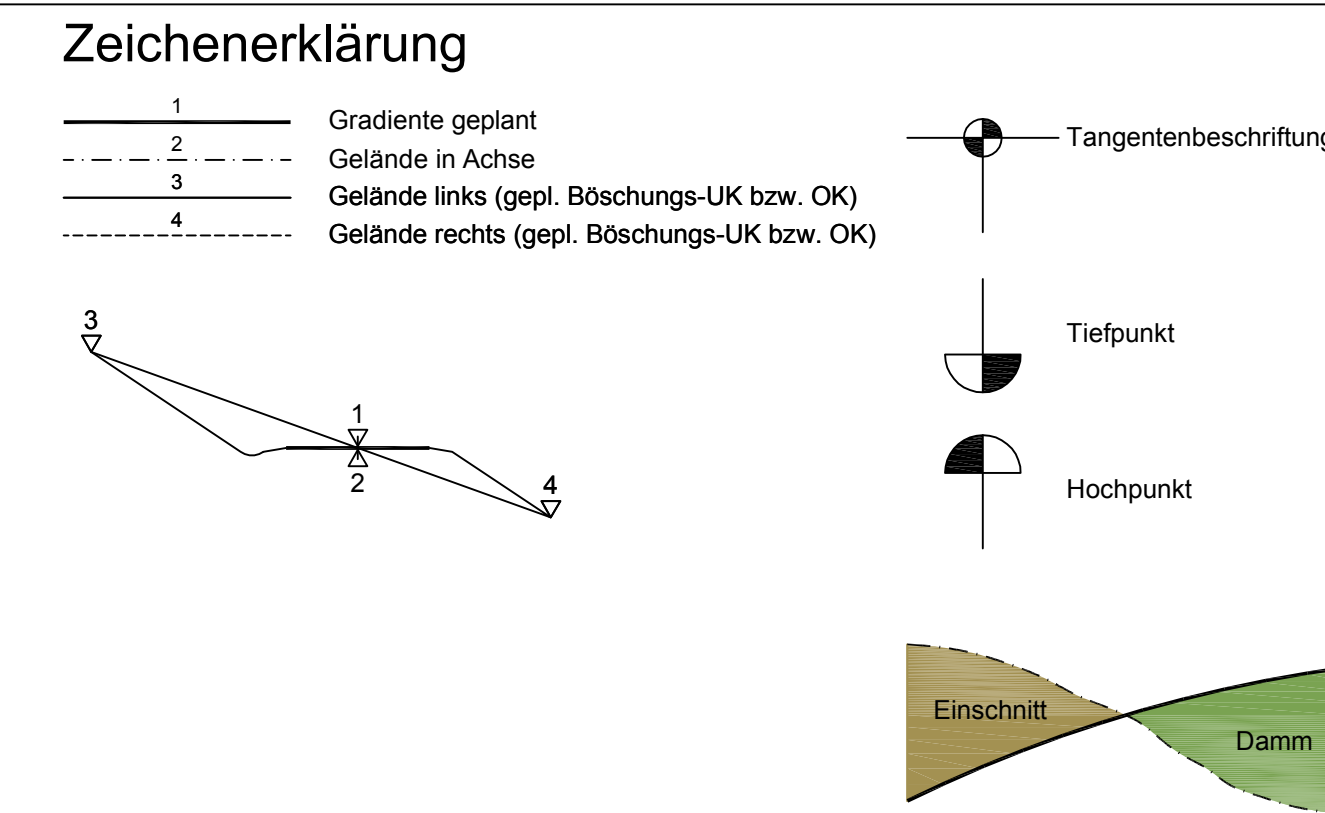 Zeichenerklärung
1
Gradiente geplant
2
Gelände in Achse
3
Gelände links (gepl. Böschungs-UK bzw. OK)
4
Gelände rechts (gepl. Böschungs-UK bzw. OK)
3
1
2
4
Tangentenbeschriftung
Tiefpunkt
Hochpunkt
Einschnitt
Damm